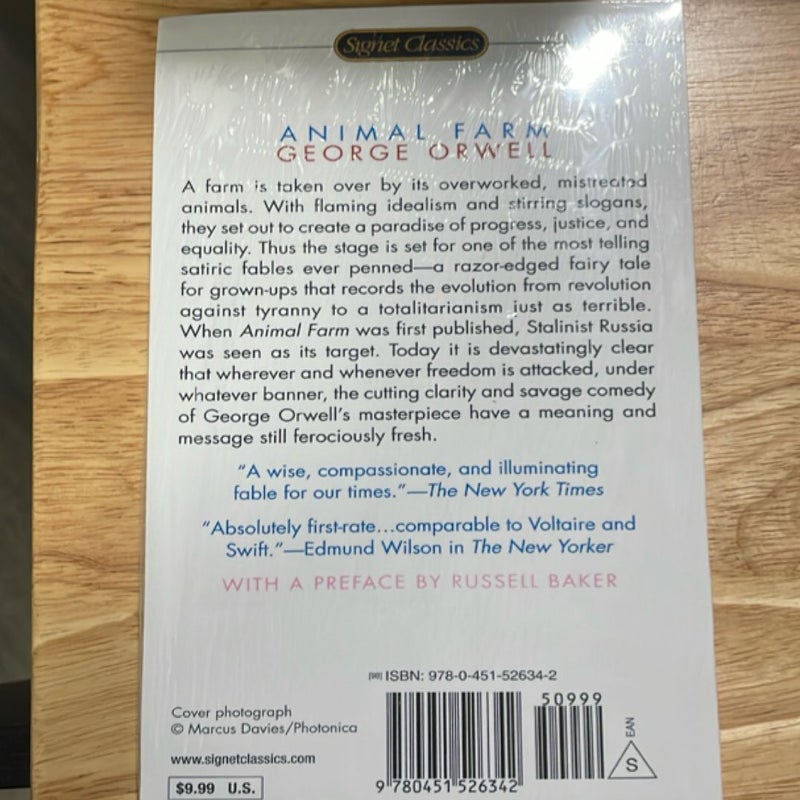 Signet Classics
ANIMAL FARM
GEORGE ORWELL
A farm is taken over by its overworked, mistreated
animals. With flaming idealism and stirring slogans,
they set out to create a paradise of progress, justice, and
equality. Thus the stage is set for one of the most telling
satiric fables ever penned—a razor-edged fairy tale
for grown-ups that records the evolution from revolution
against tyranny to a totalitarianism just as terrible.
When Animal Farm was first published, Stalinist Russia
was seen as its target. Today it is devastatingly clear
that wherever and whenever freedom is attacked, under
whatever banner, the cutting clarity and savage comedy
of George Orwell's masterpiece have a meaning and
message still ferociously fresh.
“A wise, compassionate, and illuminating
fable for our times.”—The New York Times
“Absolutely first-rate...comparable to Voltaire and
Swift.”—Edmund Wilson in The New Yorker
WITH A PREFACE BY RUSSELL BAKER
ISBN: 978-0-451-52634-2
50999
Cover photograph
© Marcus Davies/Photonica
EAN
S
www.signetclassics.com
9 780451 526342
$9.99 U.S.